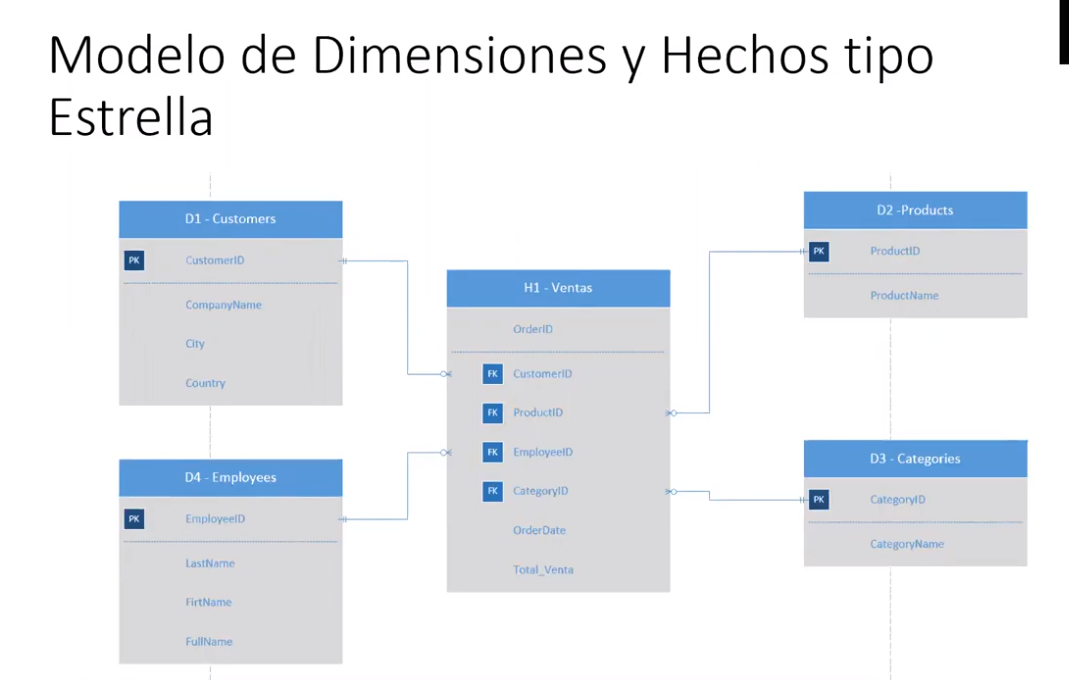 Modelo de Dimensiones y Hechos tipo
Estrella
D1 - Customers
PK CustomerID
CompanyName
City
Country
D4 - Employees
PK EmployeeID
LastName
FirtName
FullName
H1 - Ventas
OrderID
FK CustomerID
FK ProductID
FK EmployeeID
FK CategoryID
OrderDate
Total_Venta
D2 -Products
PK ProductID
ProductName
D3 - Categories
PK CategoryID
CategoryName